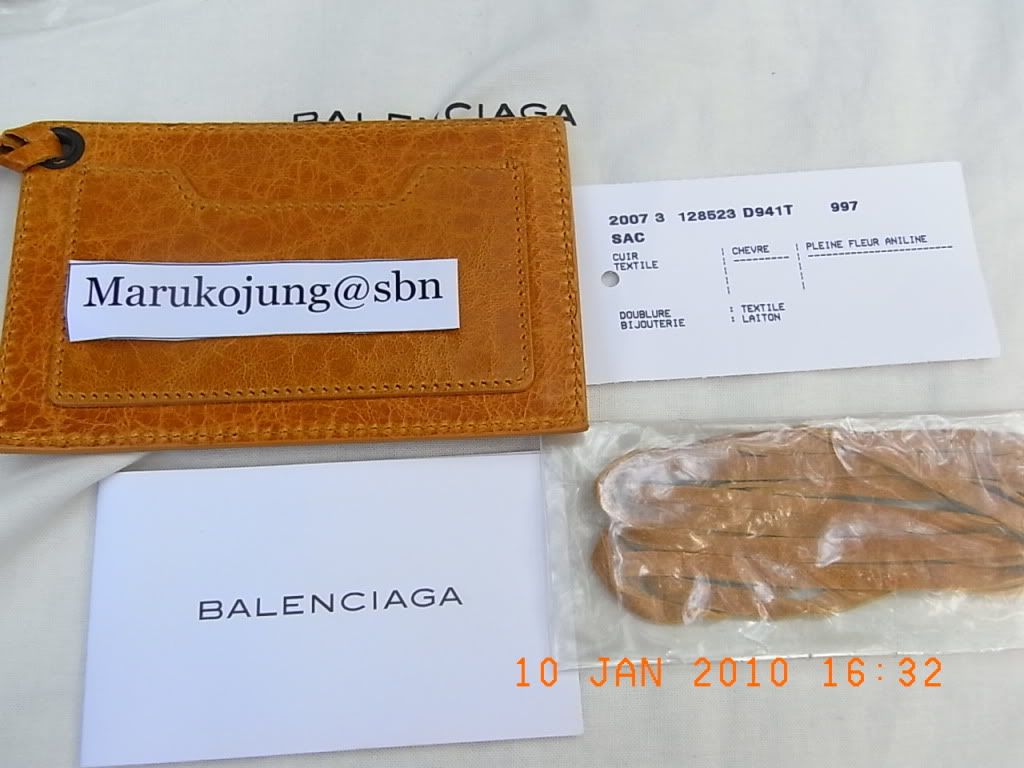 BALENCIAGA
2007 3 128523 D941T 997
SAC
CUIR : CHEVRE : PLEINE FLEUR ANILINE
TEXTILE
DOUBLURE : TEXTILE
BIJOUTERIE : LAITON
Marukojung@sbn
BALENCIAGA
10 JAN 2010 16:32